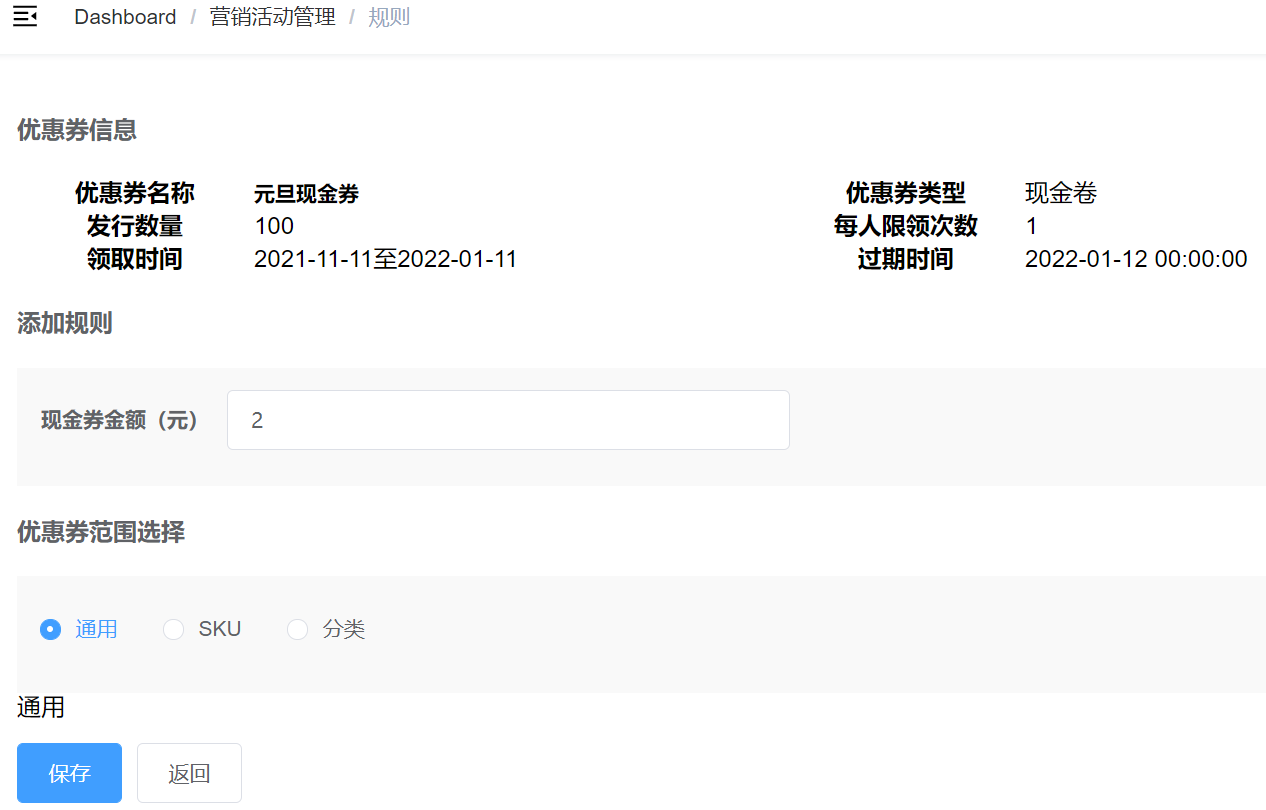 Dashboard / 营销活动管理 / 规则
优惠券信息
优惠券名称 元旦现金券 优惠券类型 现金卷
发行数量 100 每人限领次数 1
领取时间 2021-11-11至2022-01-11 过期时间 2022-01-12 00:00:00
添加规则
现金券金额（元） 2
优惠券范围选择
通用 SKU 分类
通用
保存 返回